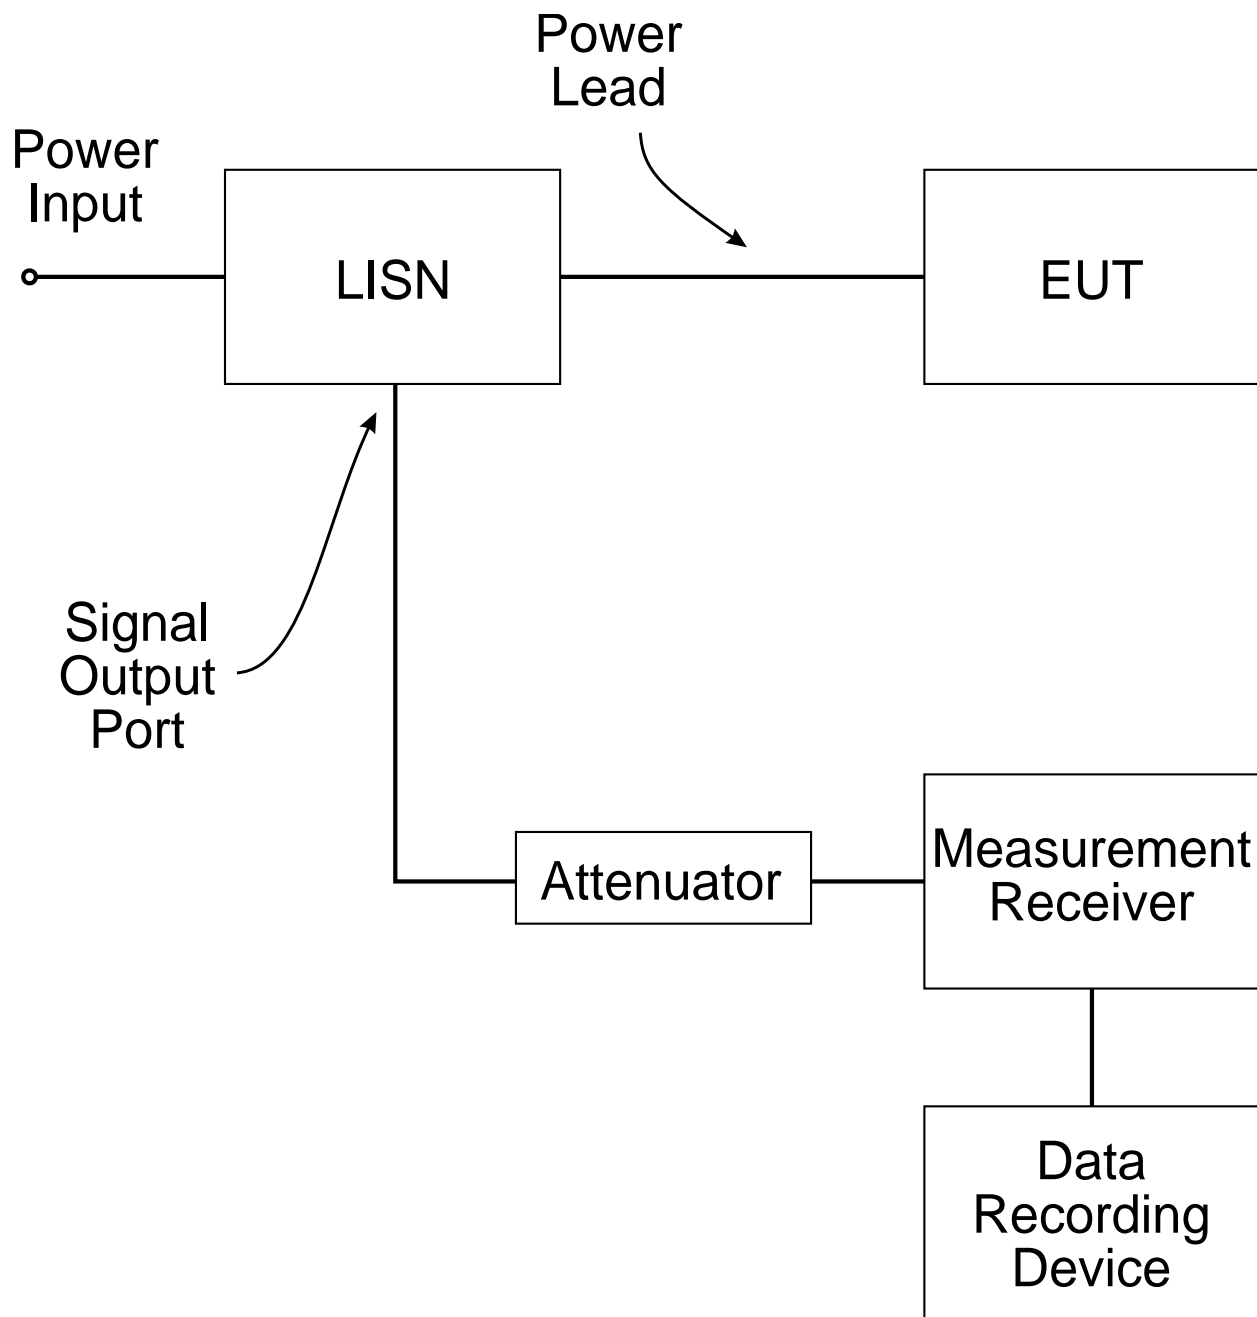 Power
Lead
Power
Input
LISN
EUT
Signal
Output
Port
Attenuator
Measurement
Receiver
Data
Recording
Device